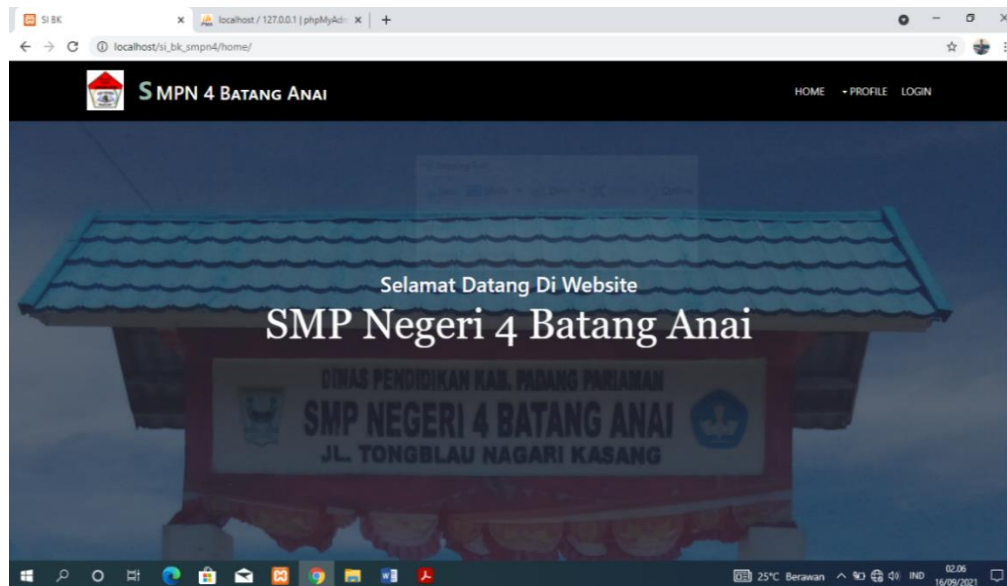 SI BK
localhost / 127.0.0.1 | phpMyAdm
localhost/si_bk_smpn4/home/
SMPN 4 BATANG ANAI
HOME PROFILE LOGIN
Selamat Datang Di Website
SMP Negeri 4 Batang Anai
DINAS PENDIDIKAN KAB. PADANG PARIAMAN
SMP NEGERI 4 BATANG ANAI
JL. TONGBLAU NAGARI KASANG
25°C Berawan IND 02.06
16/09/2021